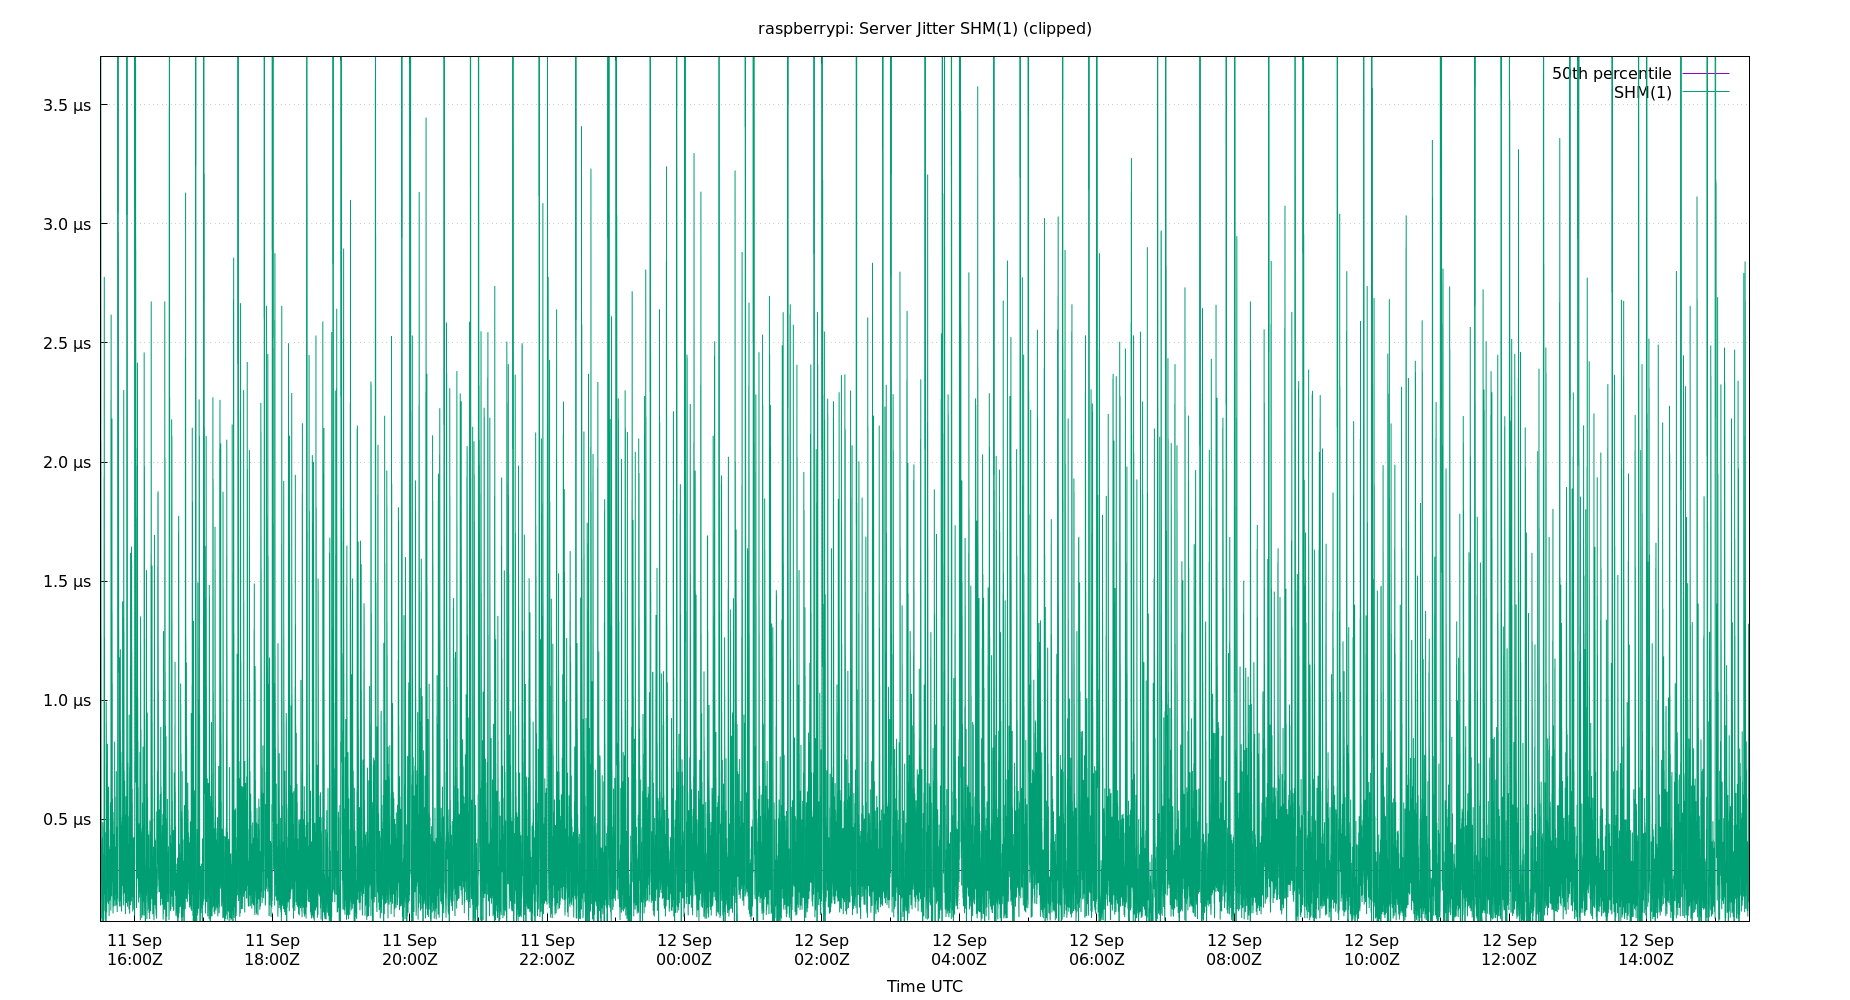 raspberrypi: Server Jitter SHM(1) (clipped)
50th percentile
SHM(1)
3.5 μs
3.0 μs
2.5 μs
2.0 μs
1.5 μs
1.0 μs
0.5 μs
11 Sep 11 Sep 11 Sep 11 Sep 12 Sep 12 Sep 12 Sep 12 Sep 12 Sep 12 Sep 12 Sep 12 Sep
16:00Z 18:00Z 20:00Z 22:00Z 00:00Z 02:00Z 04:00Z 06:00Z 08:00Z 10:00Z 12:00Z 14:00Z
Time UTC